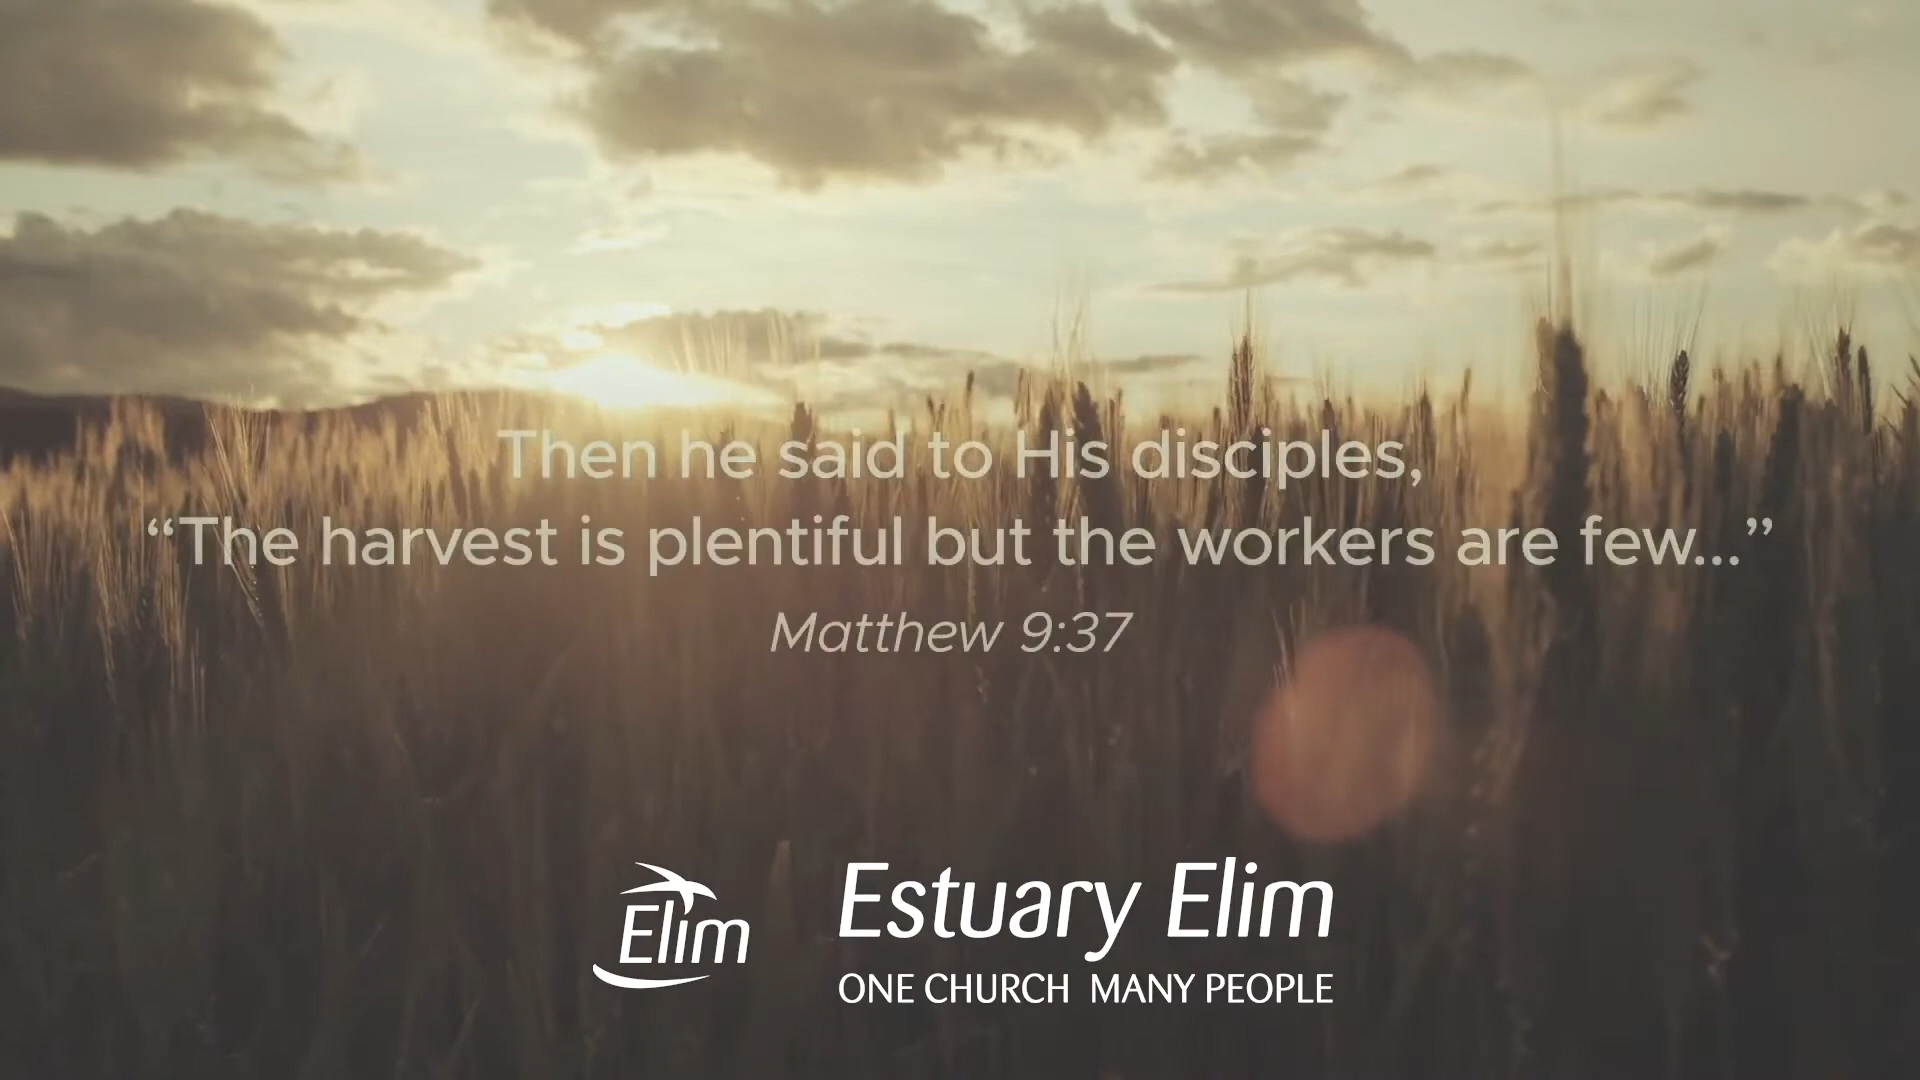 Then he said to His disciples,
“The harvest is plentiful but the workers are few...”
Matthew 9:37
Elim
Estuary Elim
ONE CHURCH MANY PEOPLE